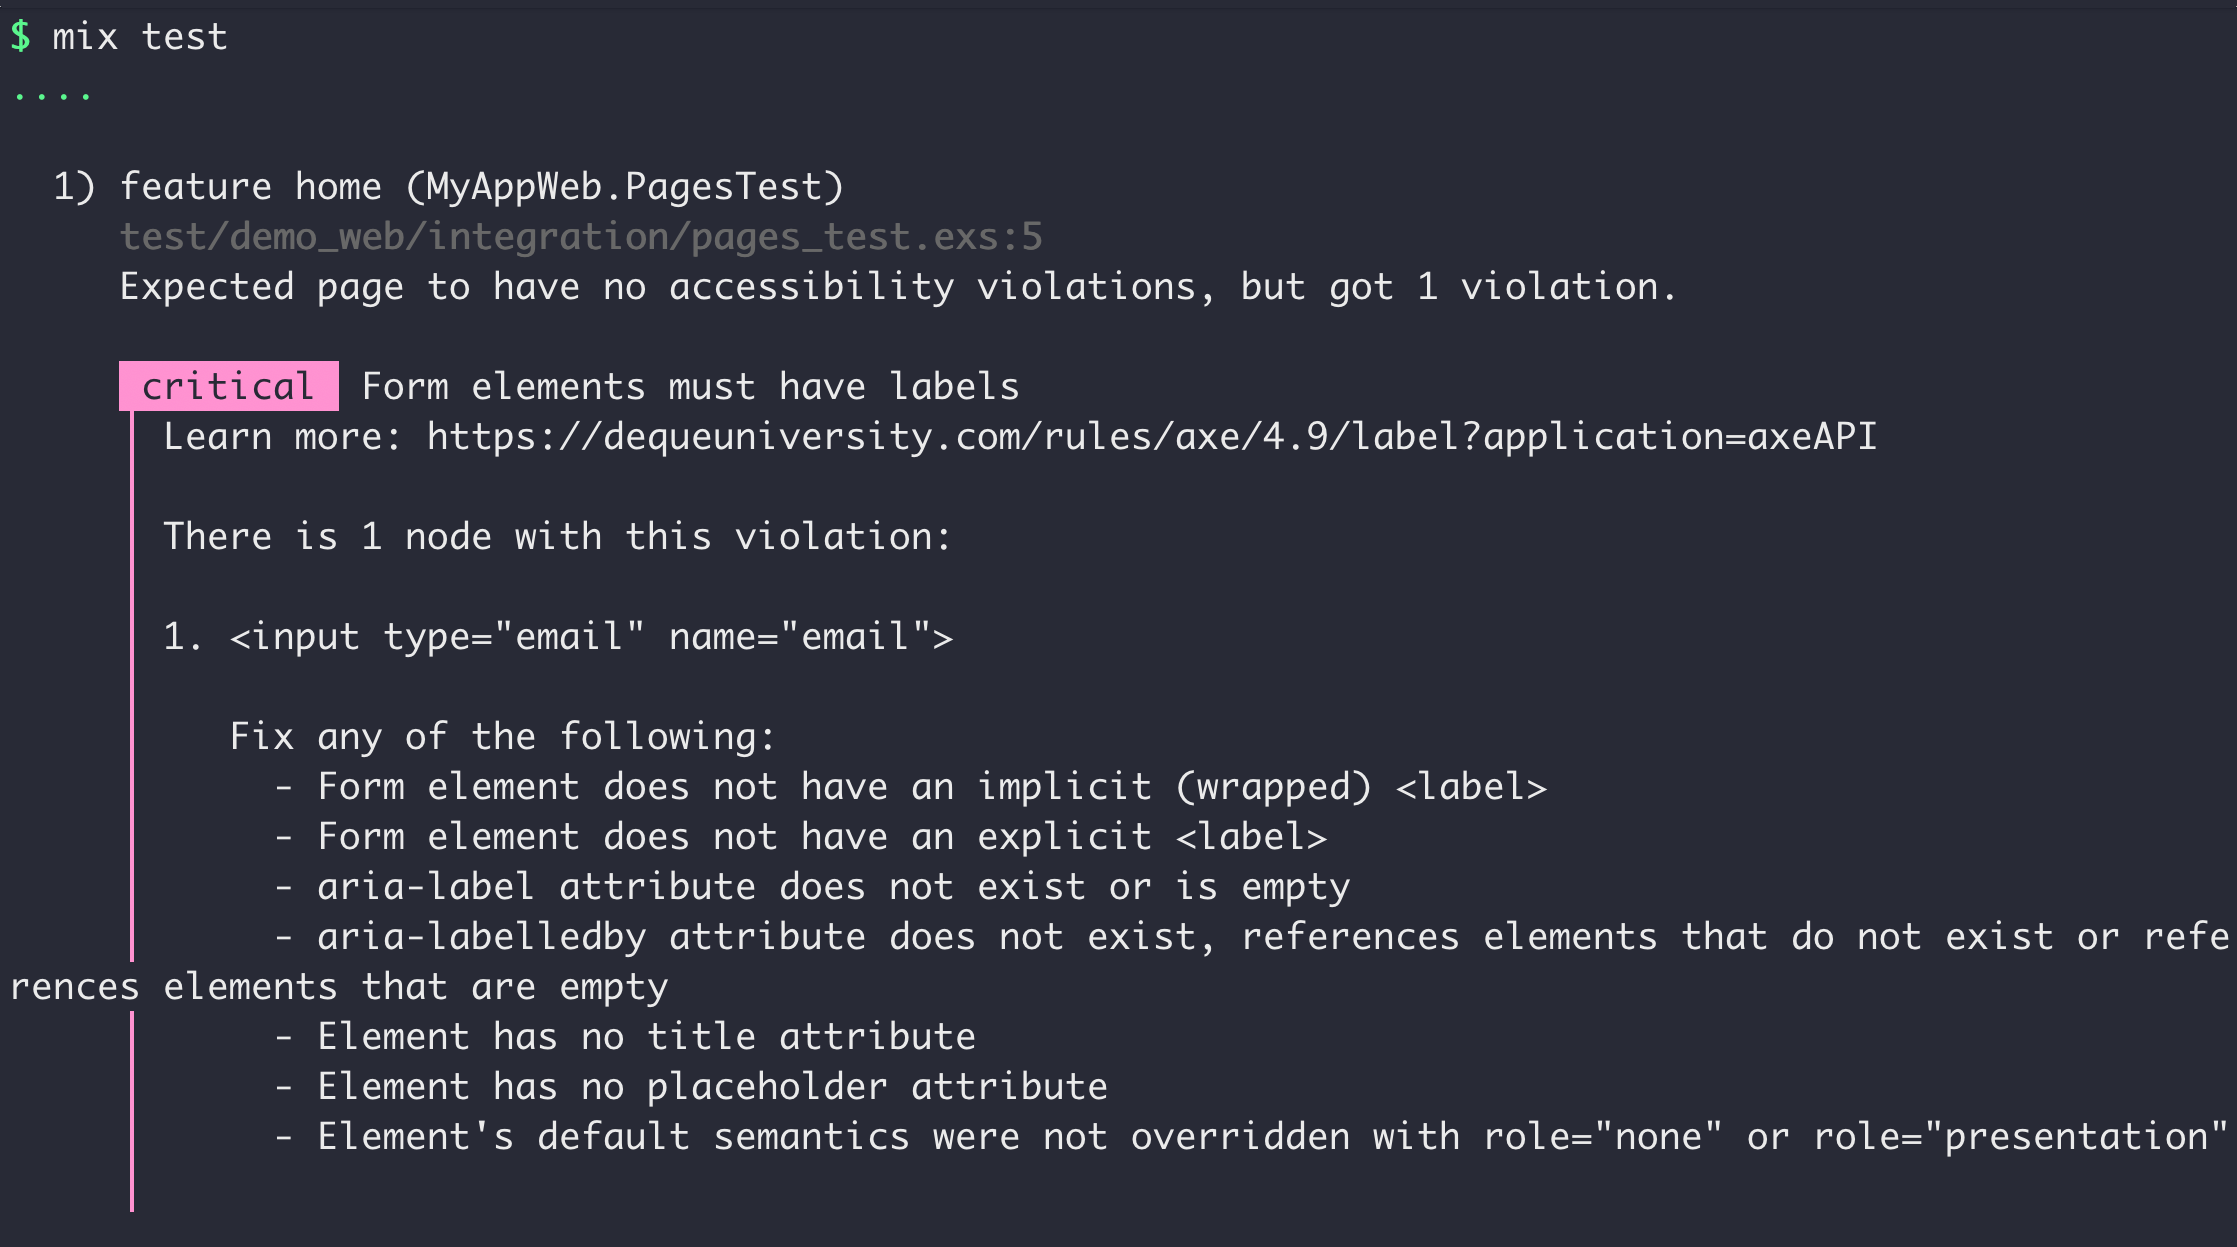 $ mix test
....
1) feature home (MyAppWeb.PagesTest)
test/demo_web/integration/pages_test.exs:5
Expected page to have no accessibility violations, but got 1 violation.
critical Form elements must have labels
Learn more: https://dequeuniversity.com/rules/axe/4.9/label?application=axeAPI
There is 1 node with this violation:
1. <input type="email" name="email">
Fix any of the following:
- Form element does not have an implicit (wrapped) <label>
- Form element does not have an explicit <label>
- aria-label attribute does not exist or is empty
- aria-labelledby attribute does not exist, references elements that do not exist or refe
rences elements that are empty
- Element has no title attribute
- Element has no placeholder attribute
- Element's default semantics were not overridden with role="none" or role="presentation"